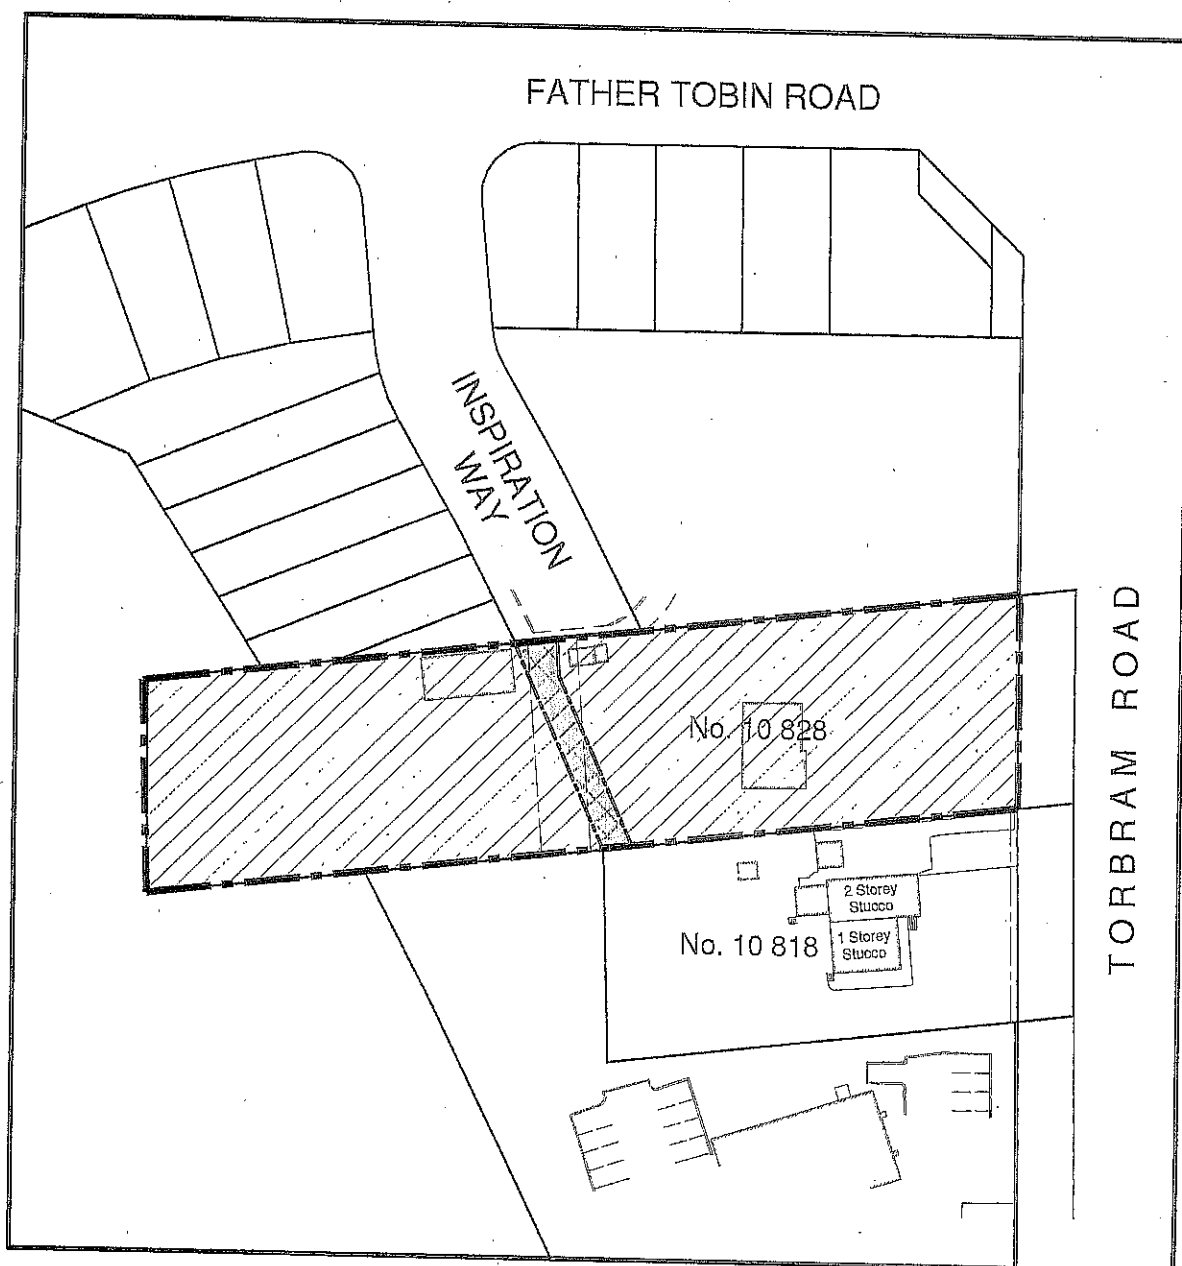 FATHER TOBIN ROAD
INSPIRATION
WAY
No. 10 828
TORBRAM ROAD
2 Storey
Stucco
No. 10 818
1 Storey
Stucco